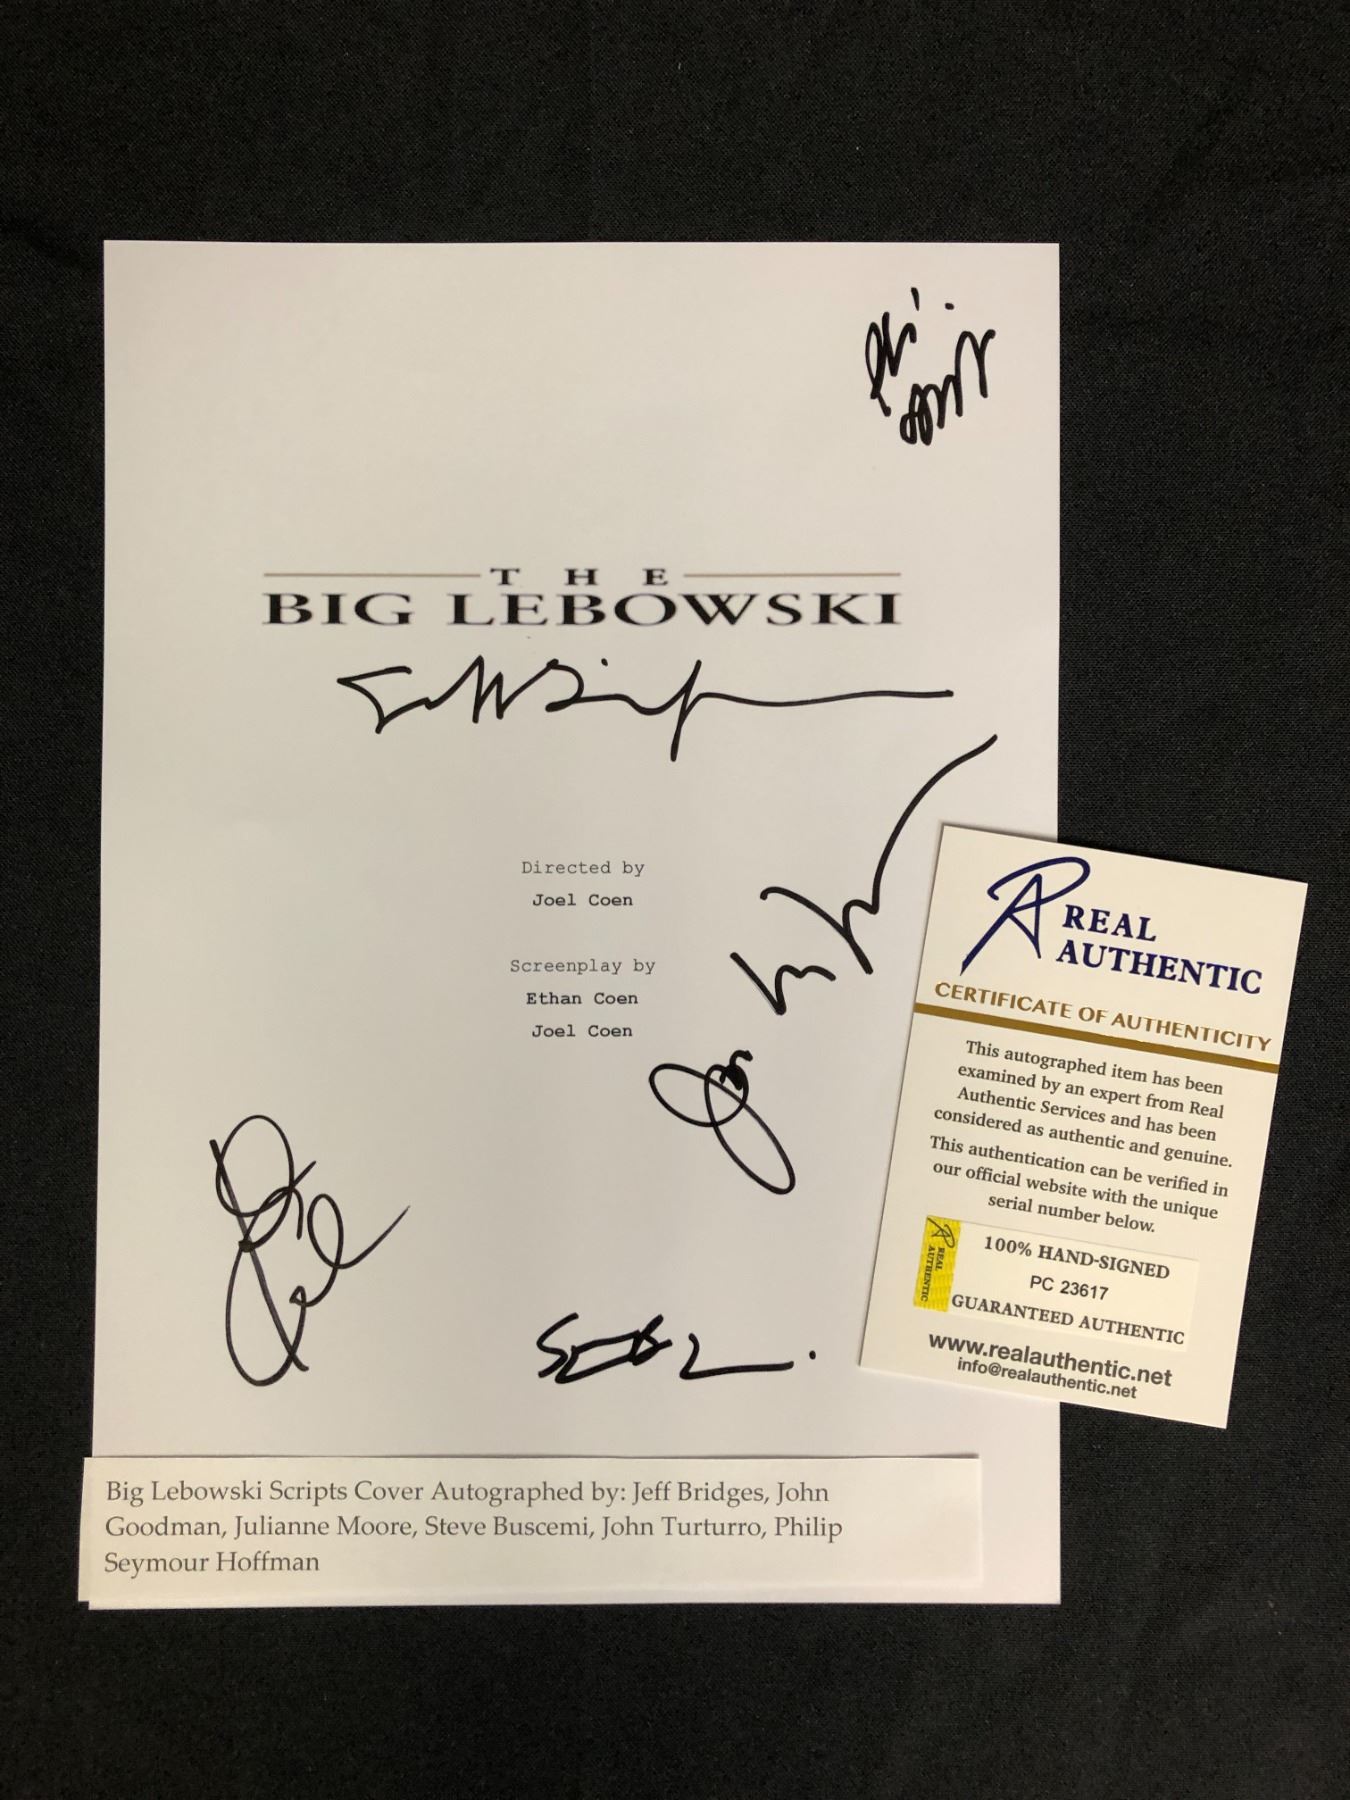 THE
BIG LEBOWSKI
Directed by
Joel Coen
Screenplay by
Ethan Coen
Joel Coen
REAL
AUTHENTIC
CERTIFICATE OF AUTHENTICITY
This autographed item has been
examined by an expert from Real
Authentic Services and has been
considered as authentic and genuine.
This authentication can be verified in
our official website with the unique
serial number below.
REAL
AUTHENTIC
100% HAND-SIGNED
PC 23617
GUARANTEED AUTHENTIC
www.realauthentic.net
info@realauthentic.net
Big Lebowski Scripts Cover Autographed by: Jeff Bridges, John
Goodman, Julianne Moore, Steve Buscemi, John Turturro, Philip
Seymour Hoffman